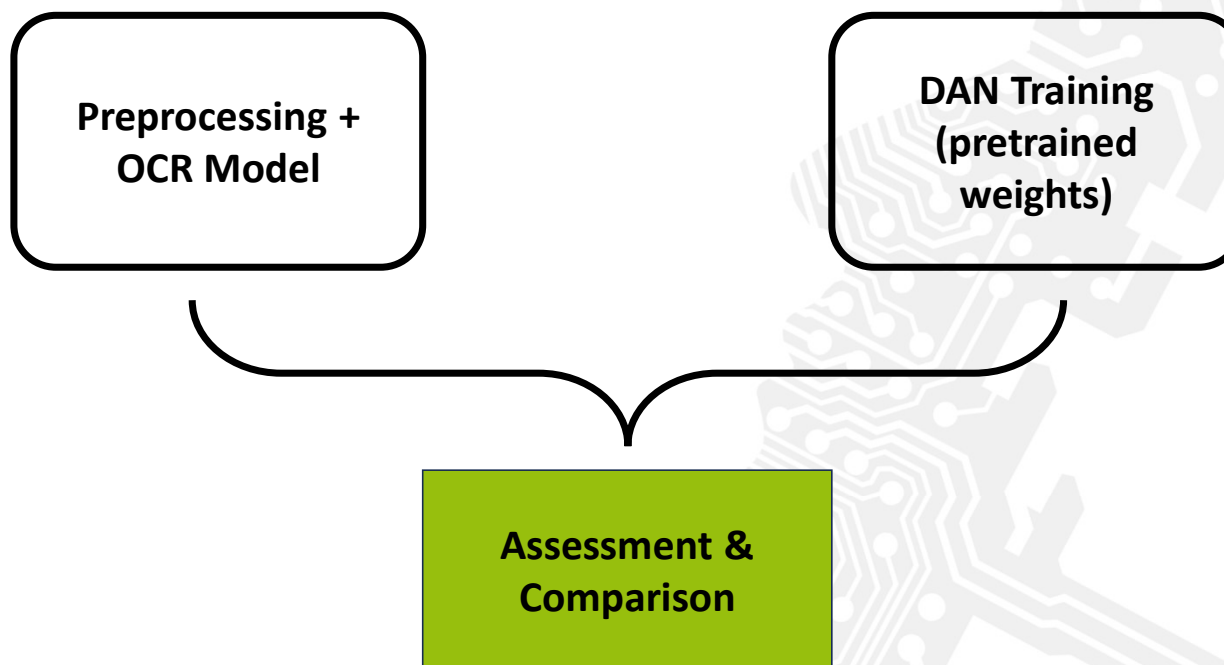 Preprocessing +
OCR Model
DAN Training
(pretrained
weights)
Assessment &
Comparison